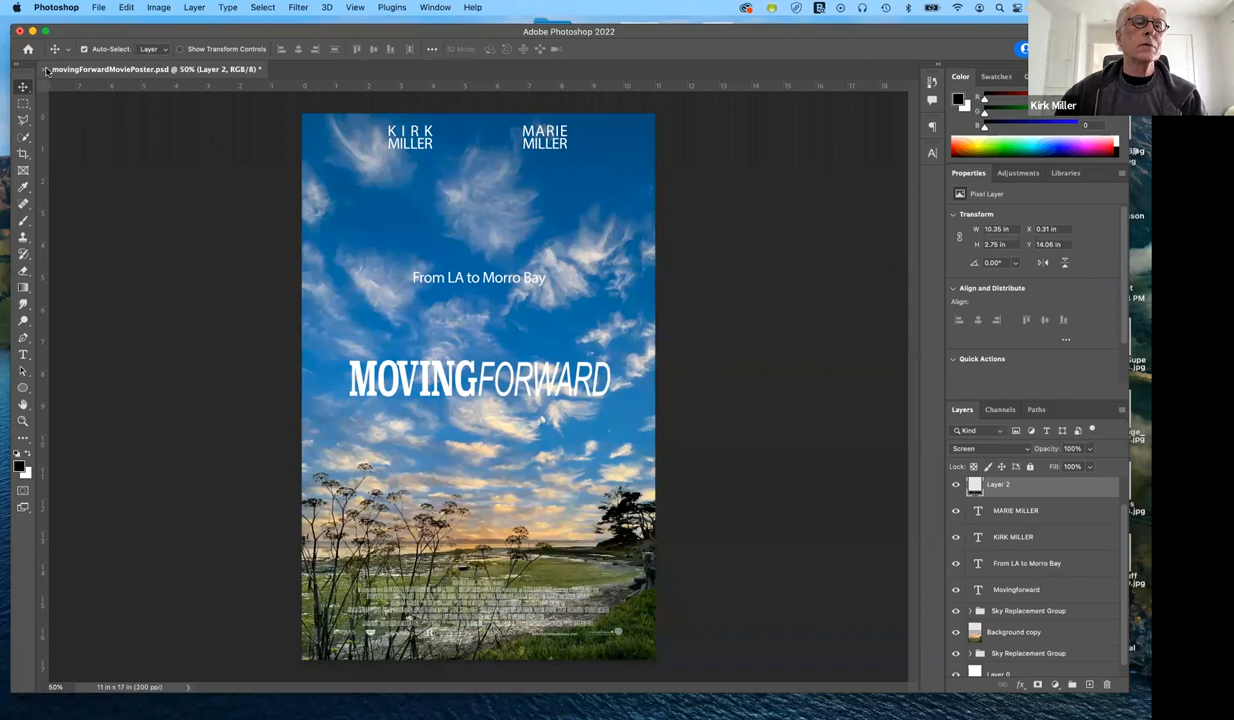 Photoshop File Edit Image Layer Type Select Filter 3D View Plugins Window Help
Adobe Photoshop 2022
Auto-Select: Layer Show Transform Controls 3D Mode:
movingForwardMoviePoster.psd @ 50% (Layer 2, RGB/8) *
KIRK MILLER
MARIE MILLER
From LA to Morro Bay
MOVINGFORWARD
50% 11 in x 17 in (200 ppi)
Kirk Miller
Color Swatches
R
G
B 0
Properties Adjustments Libraries
Pixel Layer
Transform
W 10.35 in X 0.31 in
H 2.75 in Y 14.06 in
0.00°
Align and Distribute
Align:
Quick Actions
Layers Channels Paths
Kind
Screen Opacity: 100%
Lock: Fill: 100%
Layer 2
MARIE MILLER
KIRK MILLER
From LA to Morro Bay
Movingforward
Sky Replacement Group
Background copy
Sky Replacement Group
Layer 0